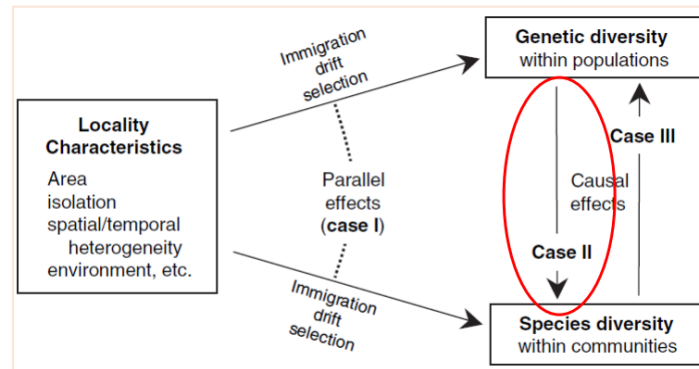 Immigration
drift
selection
Genetic diversity
within populations
Locality
Characteristics
Area
isolation
spatial/temporal
heterogeneity
environment, etc.
Parallel
effects
(case I)
Case III
Causal
effects
Case II
Immigration
drift
selection
Species diversity
within communities